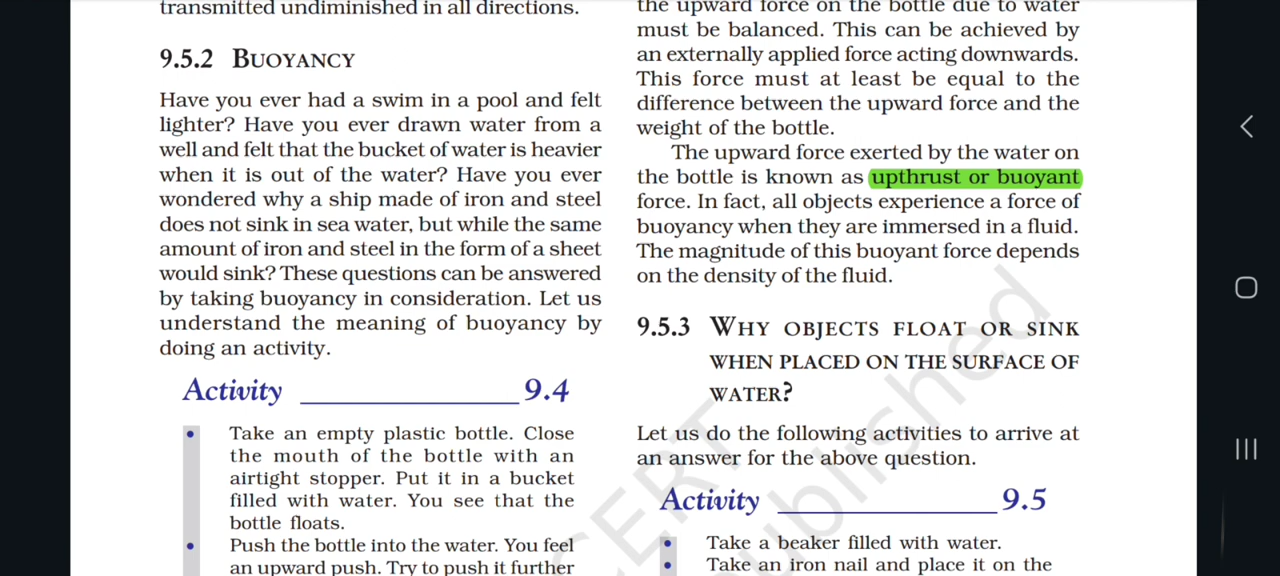 transmitted undiminished in all directions.
9.5.2 BUOYANCY
Have you ever had a swim in a pool and felt
lighter? Have you ever drawn water from a
well and felt that the bucket of water is heavier
when it is out of the water? Have you ever
wondered why a ship made of iron and steel
does not sink in sea water, but while the same
amount of iron and steel in the form of a sheet
would sink? These questions can be answered
by taking buoyancy in consideration. Let us
understand the meaning of buoyancy by
doing an activity.
Activity ____________ 9.4
• Take an empty plastic bottle. Close
the mouth of the bottle with an
airtight stopper. Put it in a bucket
filled with water. You see that the
bottle floats.
• Push the bottle into the water. You feel
an upward push. Try to push it further
the upward force on the bottle due to water
must be balanced. This can be achieved by
an externally applied force acting downwards.
This force must at least be equal to the
difference between the upward force and the
weight of the bottle.
The upward force exerted by the water on
the bottle is known as upthrust or buoyant
force. In fact, all objects experience a force of
buoyancy when they are immersed in a fluid.
The magnitude of this buoyant force depends
on the density of the fluid.
9.5.3 WHY OBJECTS FLOAT OR SINK
WHEN PLACED ON THE SURFACE OF
WATER?
Let us do the following activities to arrive at
an answer for the above question.
Activity ____________ 9.5
• Take a beaker filled with water.
• Take an iron nail and place it on the
NCERT
published